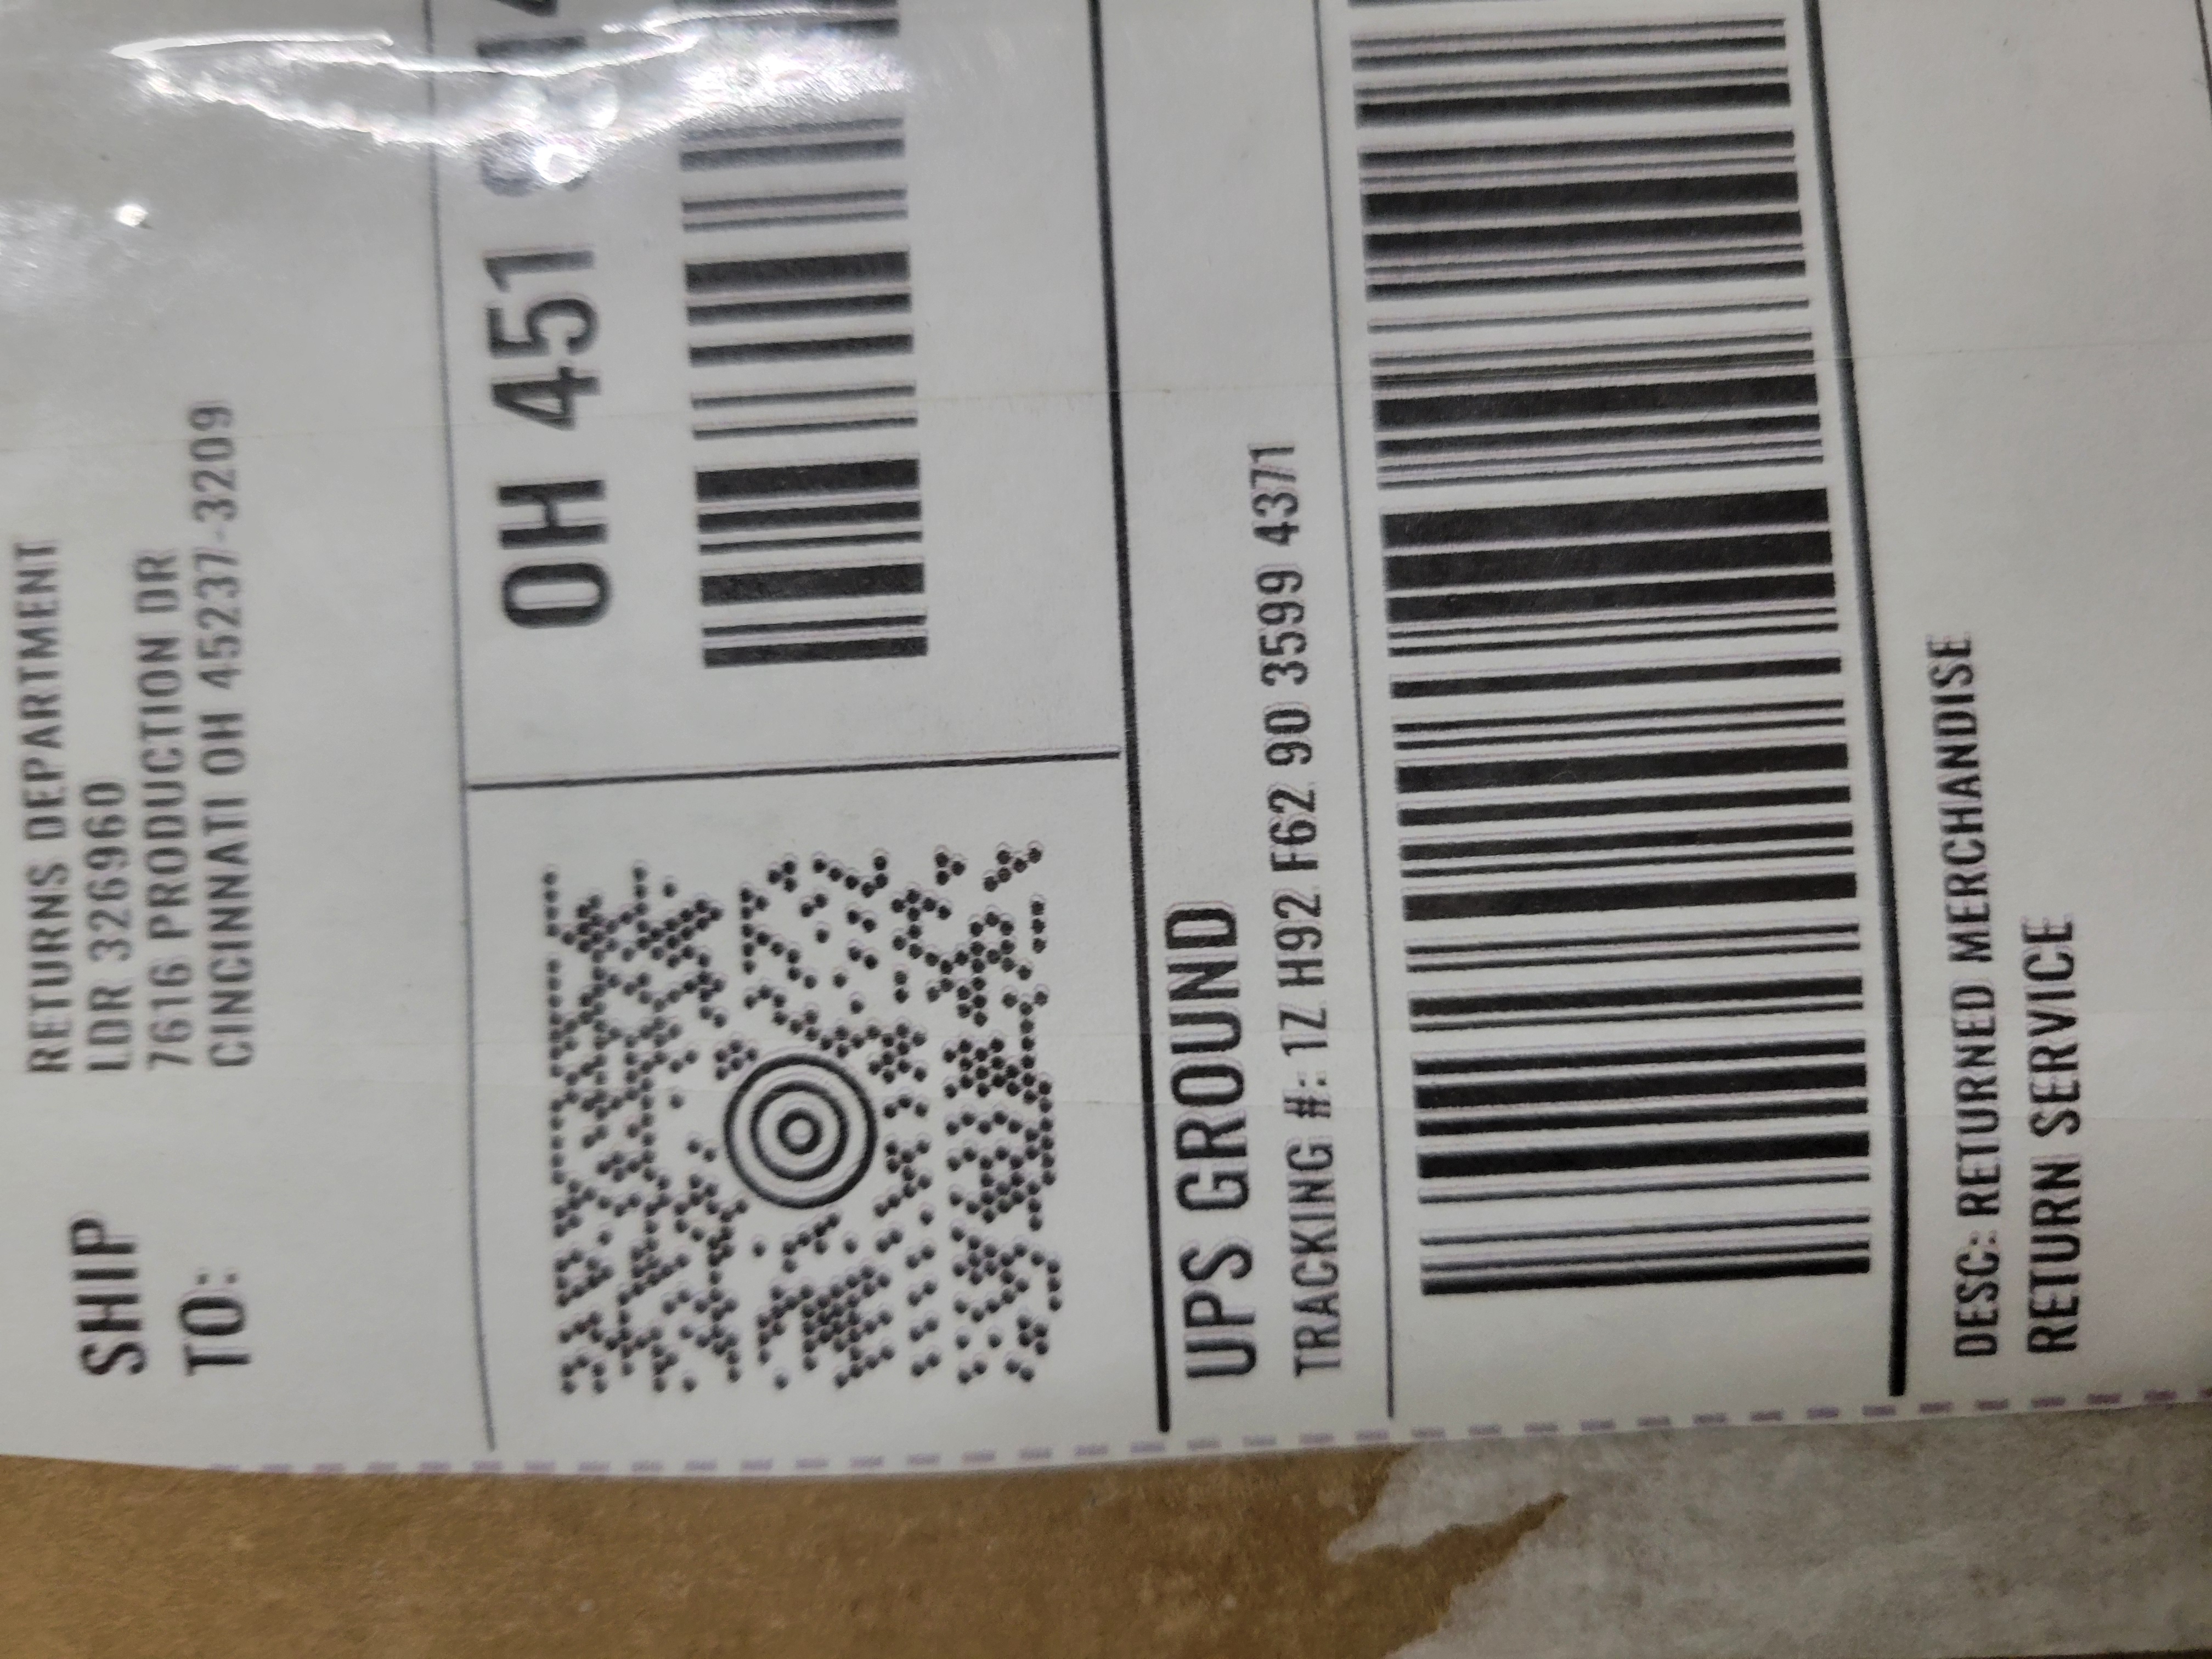 SHIP
TO:
RETURNS DEPARTMENT
LDR 326960
7616 PRODUCTION DR
CINCINNATI OH 45237-3209
OH 451
UPS GROUND
TRACKING #: 1Z H92 F62 90 3599 4371
DESC: RETURNED MERCHANDISE
RETURN SERVICE